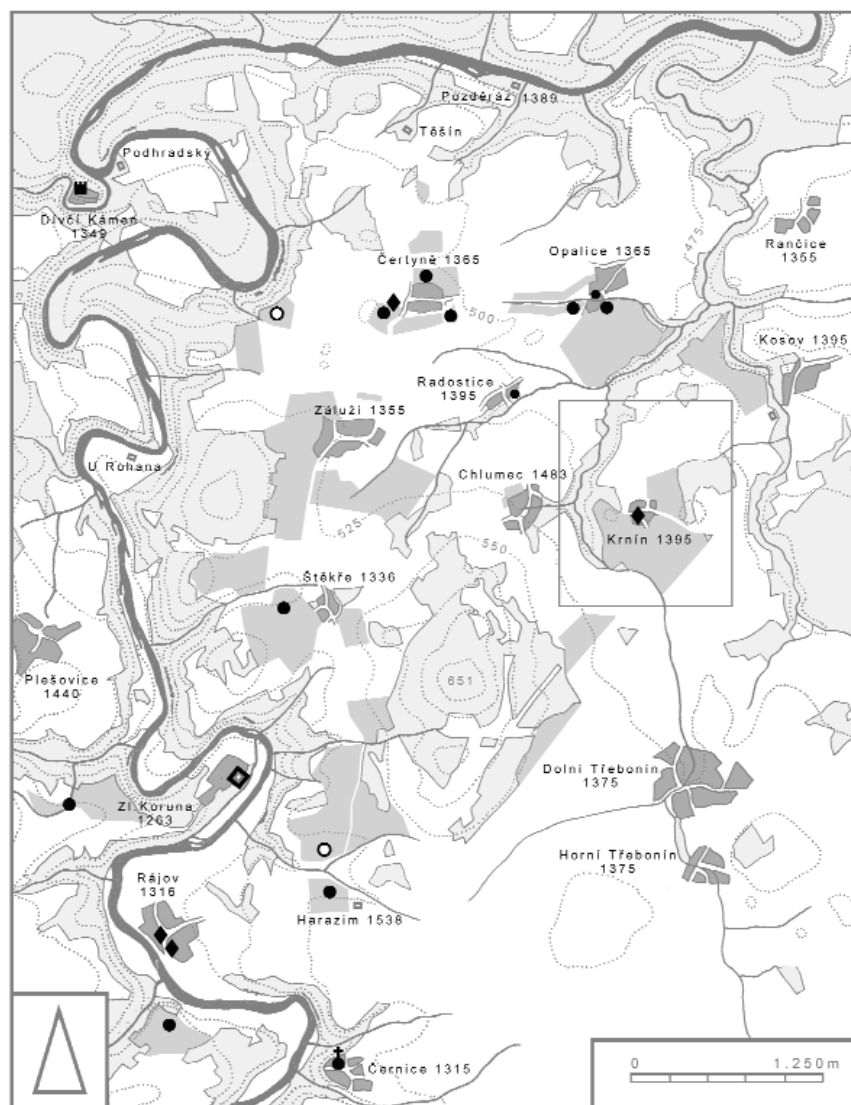 Pozděraz 1389
Těšín
Podhradský
Dívčí Kámen
1349
Rančice
1355
Čertyně 1365
Opalice 1365
475
500
Kosov 1395
Radostice
1395
Záluží 1355
U Rohana
Chlumec 1483
525
550
Krnín 1395
Štěkře 1336
651
Plešovice
1440
Dolní Třebonín
1375
Zl.Koruna
1263
Horní Třebonín
1375
Rájov
1316
Harazim 1538
Černice 1315
0 1.250m